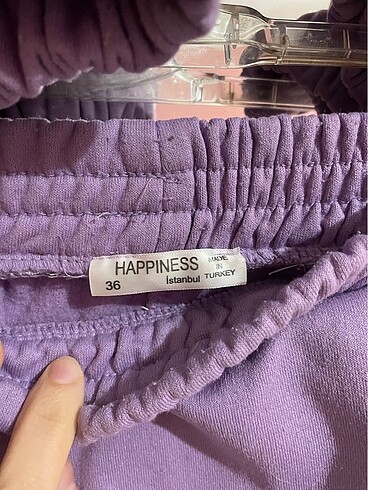 HAPPINESS
36 İstanbul
MADE
IN
TURKEY